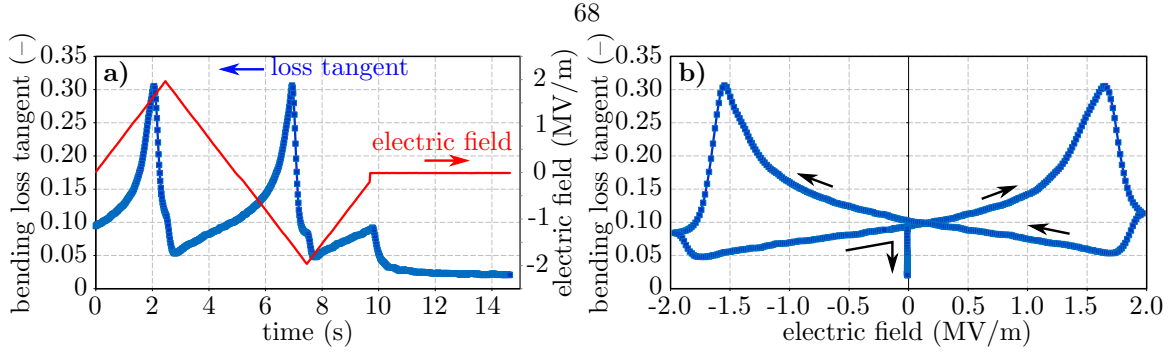 68
a)
loss tangent
electric field
bending loss tangent (–)
0.35
0.30
0.25
0.20
0.15
0.10
0.05
0
0 2 4 6 8 10 12 14
time (s)
2
1
0
-1
-2
electric field (MV/m)
b)
bending loss tangent (–)
0.35
0.30
0.25
0.20
0.15
0.10
0.05
0
-2.0 -1.5 -1.0 -0.5 0 0.5 1.0 1.5 2.0
electric field (MV/m)